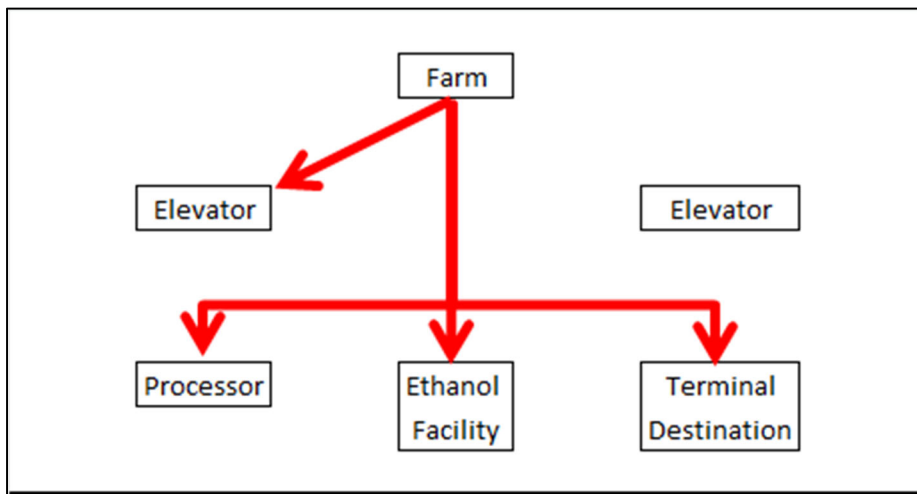 Farm
Elevator
Elevator
Processor
Ethanol
Facility
Terminal
Destination